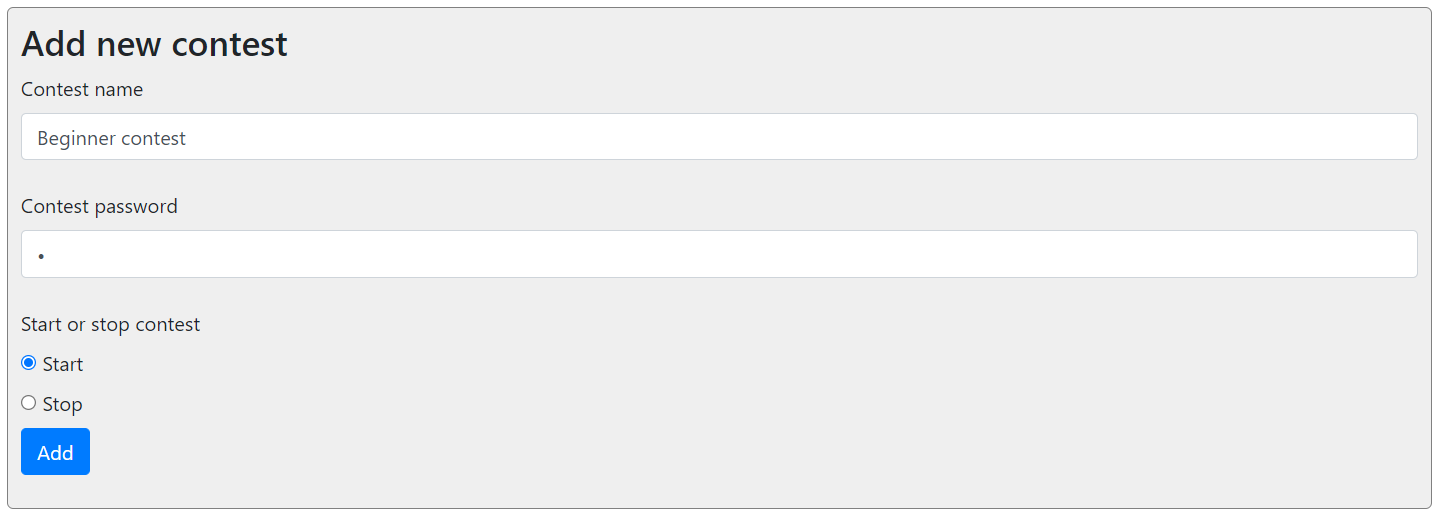 Add new contest
Contest name
Beginner contest
Contest password
•
Start or stop contest
Start
Stop
Add